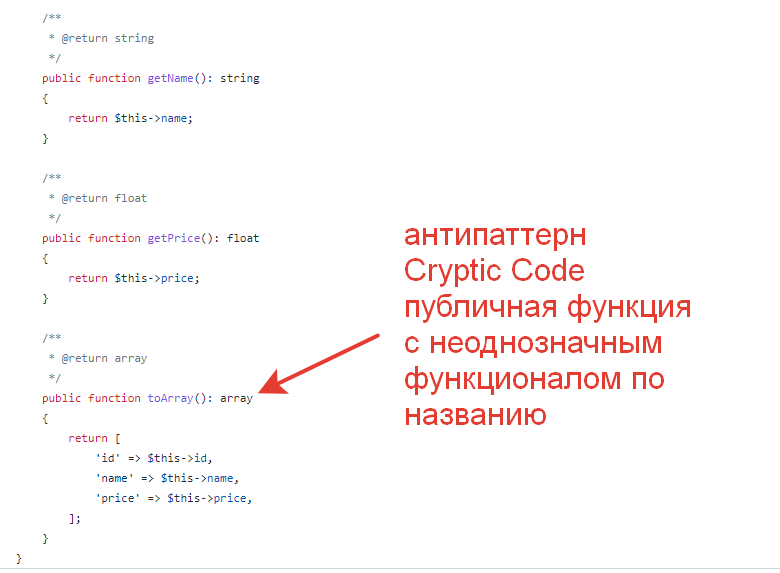 /**
 * @return string
 */
public function getName(): string
{
    return $this->name;
}
/**
 * @return float
 */
public function getPrice(): float
{
    return $this->price;
}
/**
 * @return array
 */
public function toArray(): array
{
    return [
        'id' => $this->id,
        'name' => $this->name,
        'price' => $this->price,
    ];
}
}
антипаттерн
Cryptic Code
публичная функция
с неоднозначным
функционалом по
названию